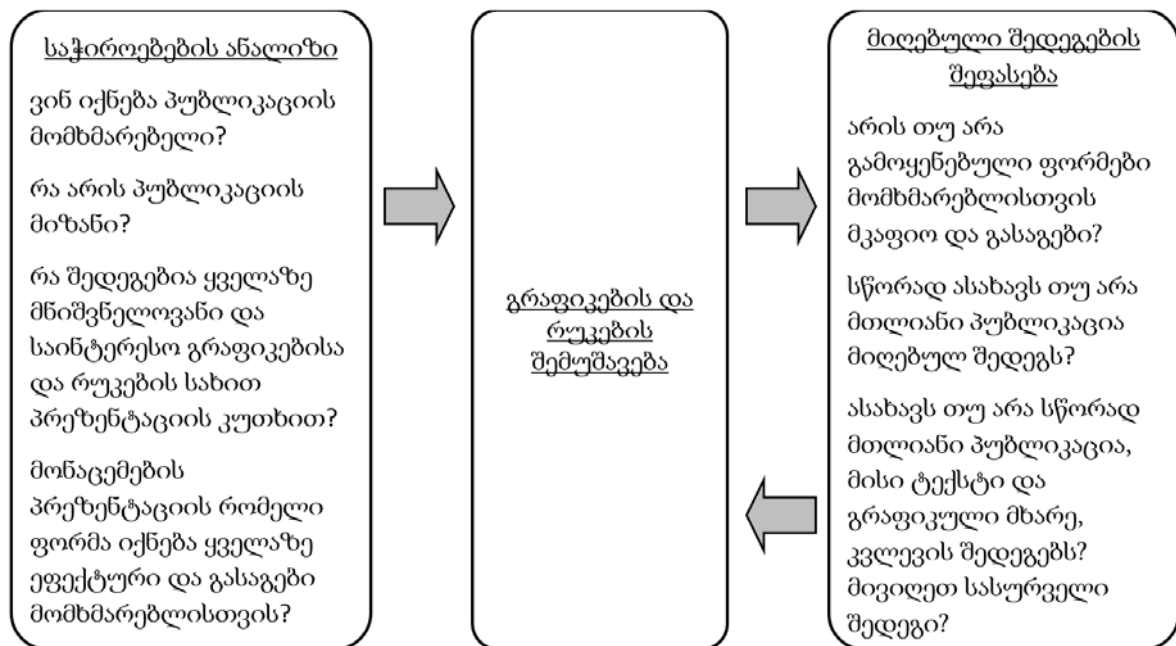 საჭიროებების ანალიზი
ვინ იქნება პუბლიკაციის
მომხმარებელი?
რა არის პუბლიკაციის
მიზანი?
რა შედეგებია ყველაზე
მნიშვნელოვანი და
საინტერესო გრაფიკებისა
და რუკების სახით
პრეზენტაციის კუთხით?
მონაცემების
პრეზენტაციის რომელი
ფორმა იქნება ყველაზე
ეფექტური და გასაგები
მომხმარებლისთვის?
გრაფიკების და
რუკების
შემუშავება
მიღებული შედეგების
შეფასება
არის თუ არა
გამოყენებული ფორმები
მომხმარებლისთვის
მკაფიო და გასაგები?
სწორად ასახავს თუ არა
მთლიანი პუბლიკაცია
მიღებულ შედეგს?
ასახავს თუ არა სწორად
მთლიანი პუბლიკაცია,
მისი ტექსტი და
გრაფიკული მხარე,
კვლევის შედეგებს?
მივიღეთ სასურველი
შედეგი?